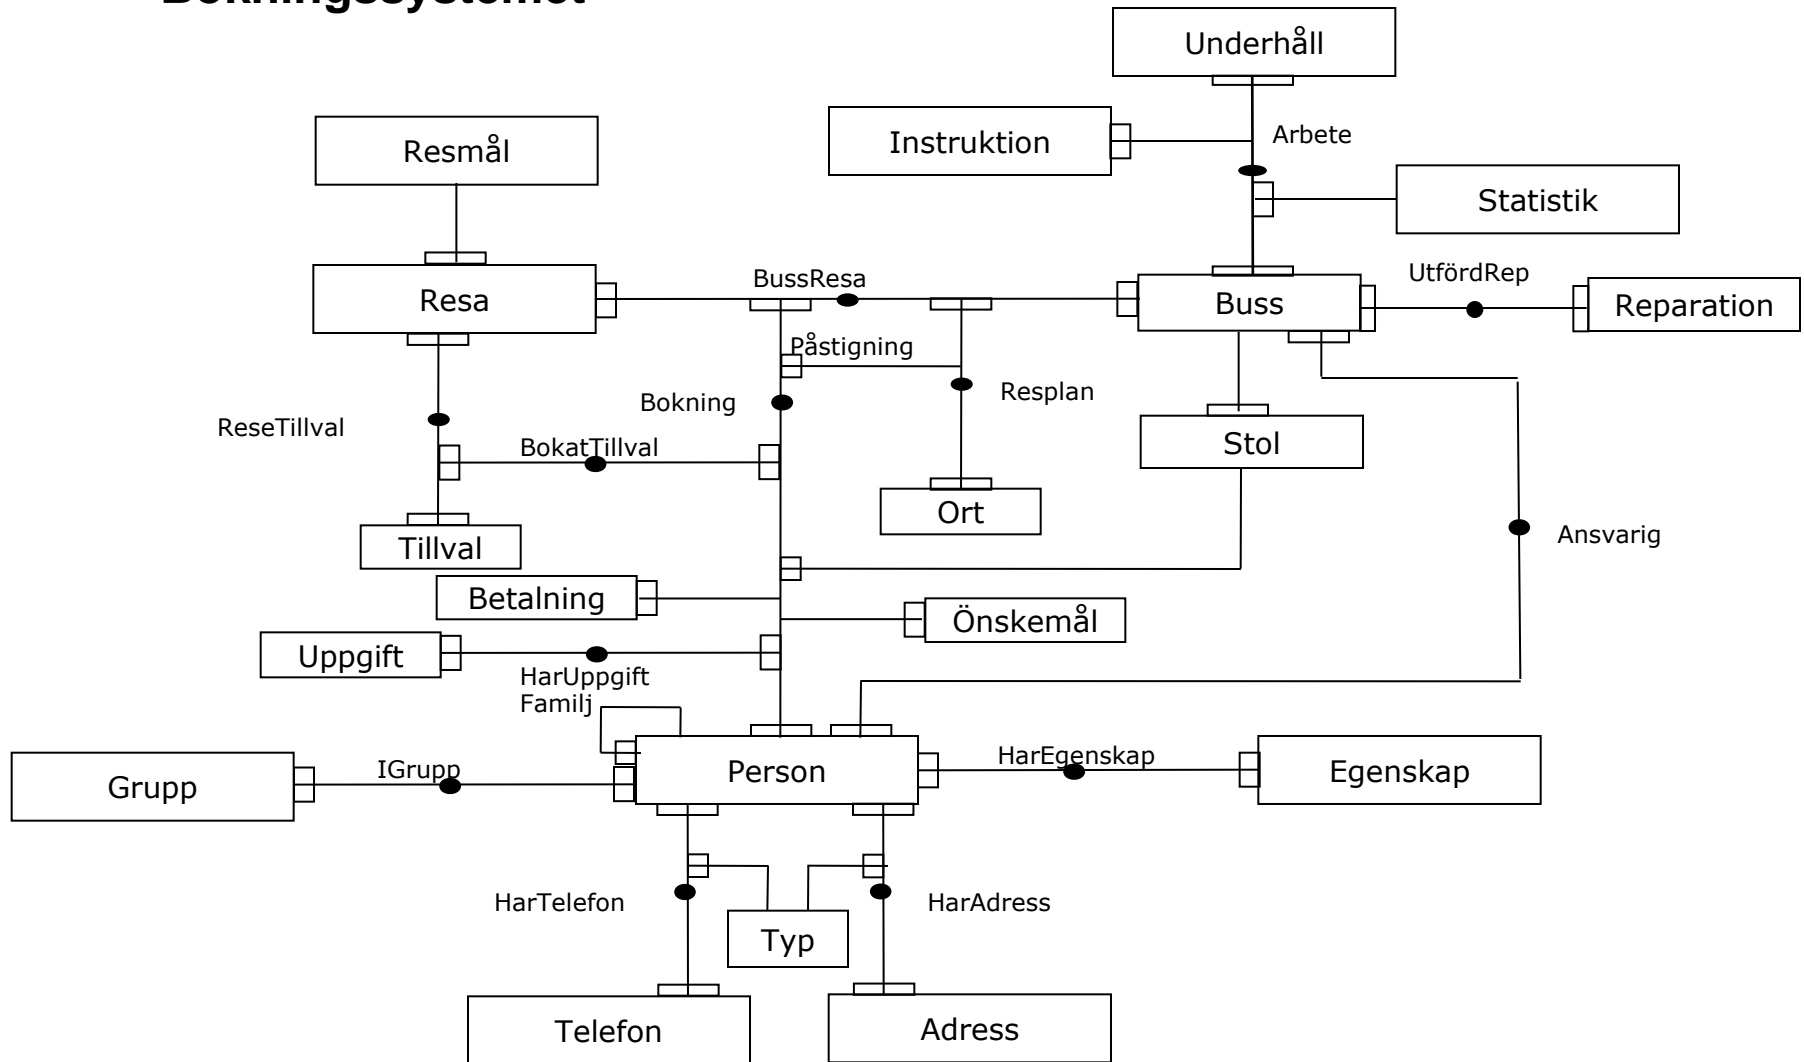 Bokningssystemet
Underhåll
Instruktion
Arbete
Resmål
Statistik
BussResa
UtfördRep
Resa
Buss
Reparation
Påstigning
Resplan
Bokning
ReseTillval
BokatTillval
Stol
Ort
Tillval
Ansvarig
Betalning
Önskemål
Uppgift
HarUppgift
Familj
IGrupp
Person
HarEgenskap
Egenskap
Grupp
HarTelefon
HarAdress
Typ
Telefon
Adress